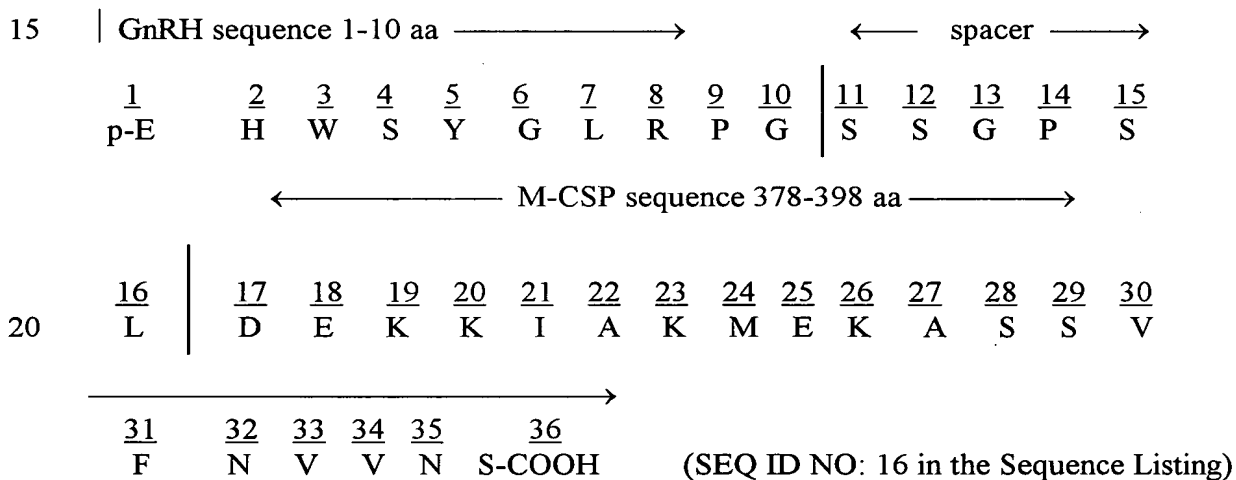 15 | GnRH sequence 1-10 aa ⟶ ⟵ spacer ⟶
1 2 3 4 5 6 7 8 9 10 11 12 13 14 15
p-E H W S Y G L R P G S S G P S
⟵ M-CSP sequence 378-398 aa ⟶
16 17 18 19 20 21 22 23 24 25 26 27 28 29 30
20 L D E K K I A K M E K A S S V
31 32 33 34 35 36
F N V V N S-COOH (SEQ ID NO: 16 in the Sequence Listing)